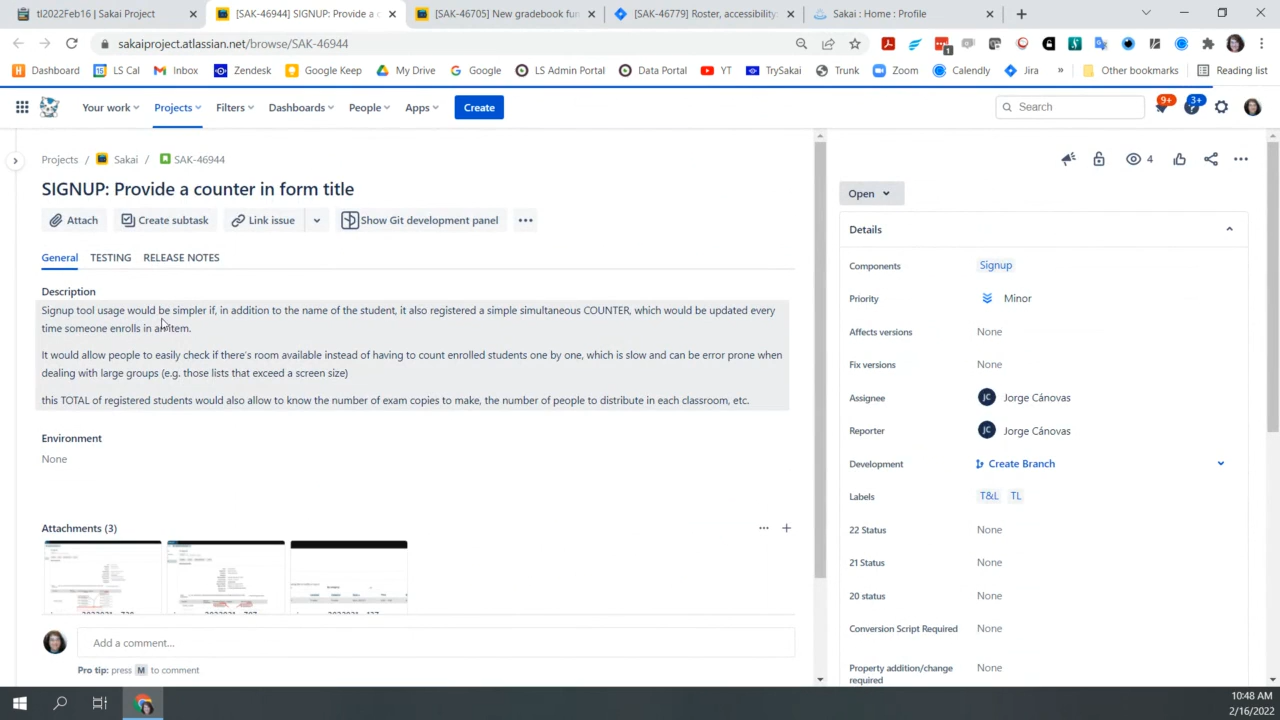 tl2022Feb16 | Sakai Project
[SAK-46944] SIGNUP: Provide a c
[SAK-46705] New gradebook fun
[SAK-46779] Roster, accessibility:
Sakai : Home : Profile
sakaiproject.atlassian.net/browse/SAK-46944
Dashboard
LS Cal
Inbox
Zendesk
Google Keep
My Drive
Google
LS Admin Portal
Data Portal
YT
TrySakai
Trunk
Zoom
Calendly
Jira
»
Other bookmarks
Reading list
Your work
Projects
Filters
Dashboards
People
Apps
Create
Search
9+
3+
Projects / Sakai / SAK-46944
4
SIGNUP: Provide a counter in form title
Open
Attach
Create subtask
Link issue
Show Git development panel
General
TESTING
RELEASE NOTES
Description
Signup tool usage would be simpler if, in addition to the name of the student, it also registered a simple simultaneous COUNTER, which would be updated every
time someone enrolls in an item.
It would allow people to easily check if there's room available instead of having to count enrolled students one by one, which is slow and can be error prone when
dealing with large groups (e.g. those lists that exceed a screen size)
this TOTAL of registered students would also allow to know the number of exam copies to make, the number of people to distribute in each classroom, etc.
Environment
None
Attachments (3)
Add a comment...
Pro tip: press M to comment
Details
Components
Signup
Priority
Minor
Affects versions
None
Fix versions
None
Assignee
JC Jorge Cánovas
Reporter
JC Jorge Cánovas
Development
Create Branch
Labels
T&L TL
22 Status
None
21 Status
None
20 status
None
Conversion Script Required
None
Property addition/change
required
None
10:48 AM
2/16/2022